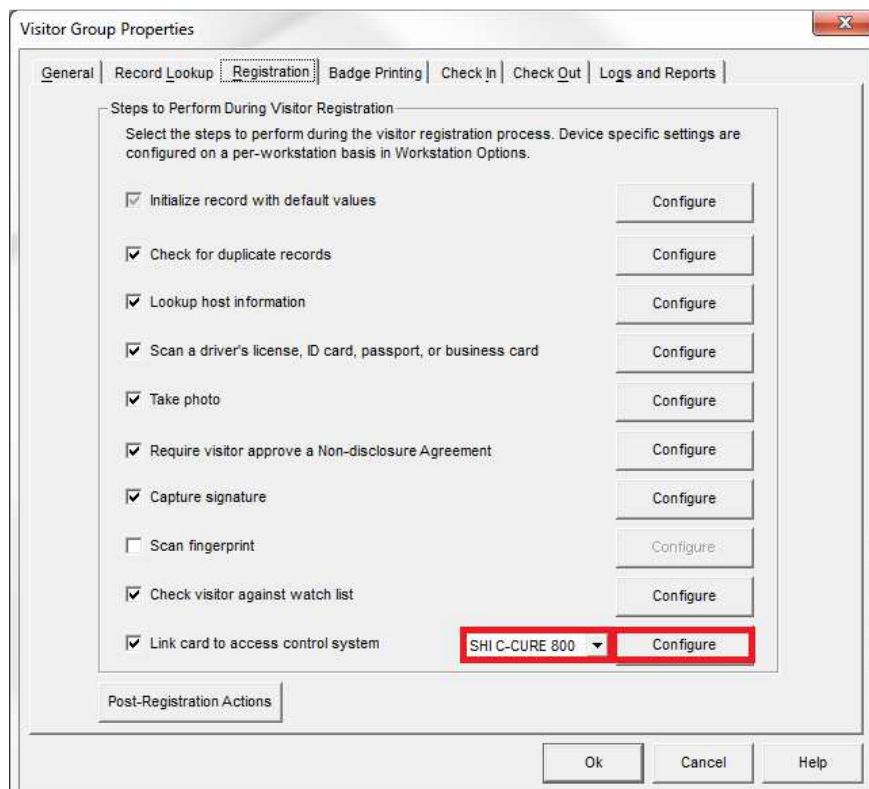 Visitor Group Properties
General Record Lookup Registration Badge Printing Check In Check Out Logs and Reports
Steps to Perform During Visitor Registration
Select the steps to perform during the visitor registration process. Device specific settings are
configured on a per-workstation basis in Workstation Options.
Initialize record with default values Configure
Check for duplicate records Configure
Lookup host information Configure
Scan a driver's license, ID card, passport, or business card Configure
Take photo Configure
Require visitor approve a Non-disclosure Agreement Configure
Capture signature Configure
Scan fingerprint Configure
Check visitor against watch list Configure
Link card to access control system SHI C-CURE 800 Configure
Post-Registration Actions
Ok Cancel Help